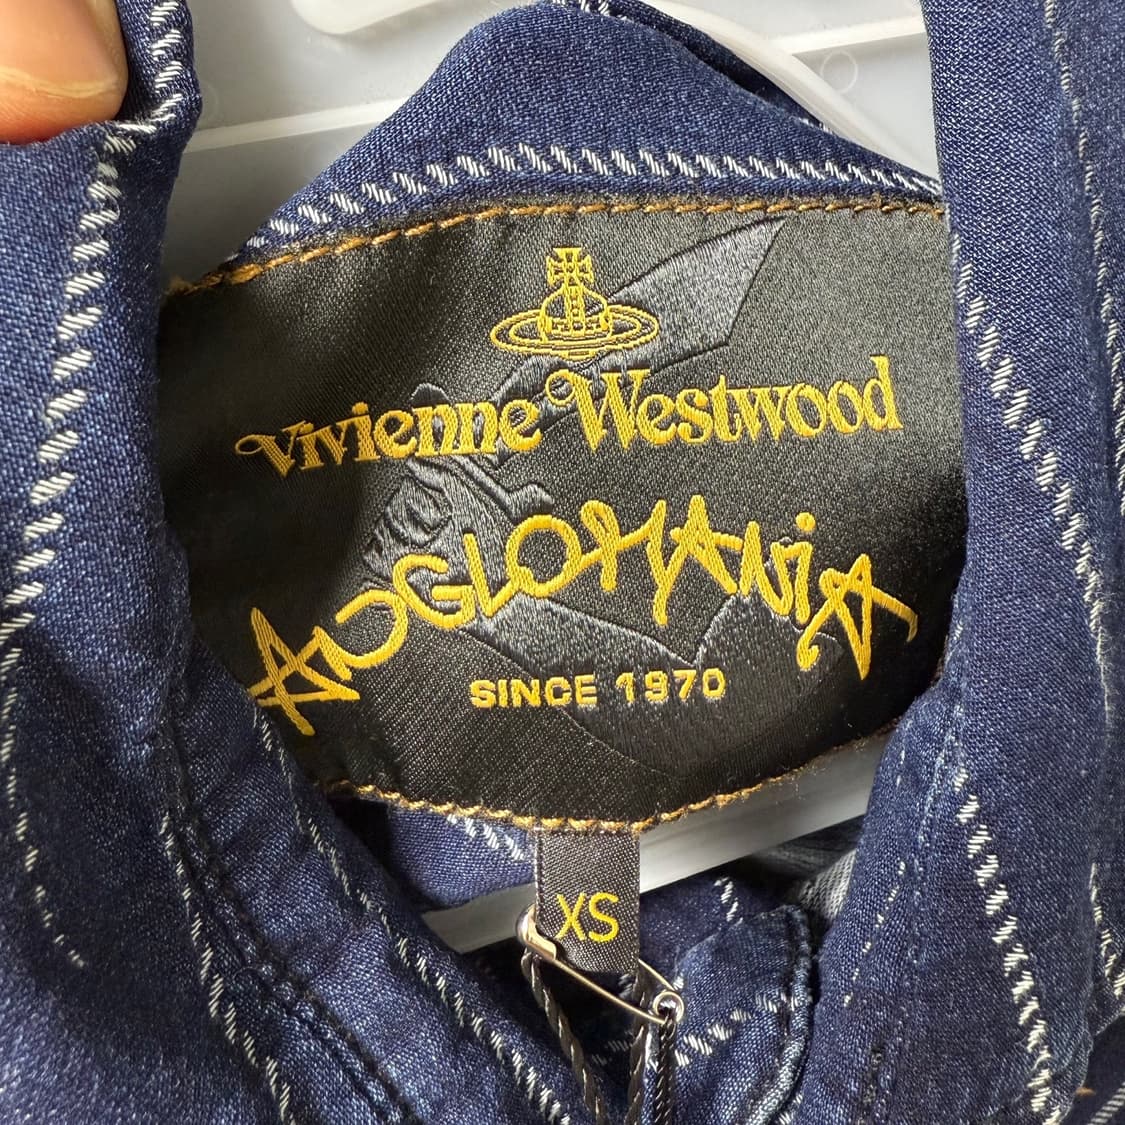 Vivienne Westwood
ANGLOMANiA
SINCE 1970
XS